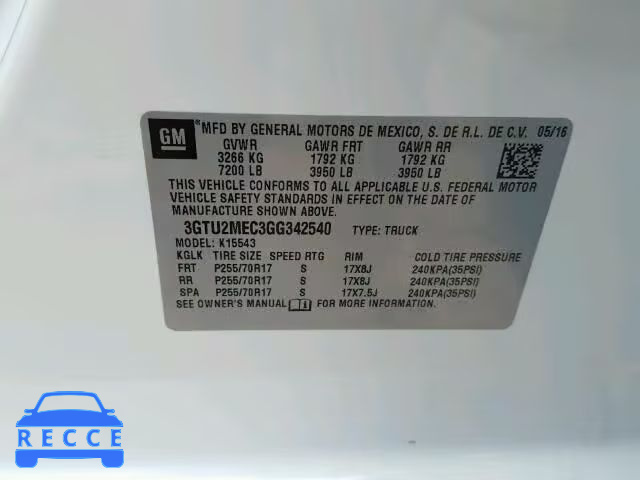 GM ® MFD BY GENERAL MOTORS DE MEXICO, S. DE R.L. DE C.V. 05/16
GVWR GAWR FRT GAWR RR
3266 KG 1792 KG 1792 KG
7200 LB 3950 LB 3950 LB
THIS VEHICLE CONFORMS TO ALL APPLICABLE U.S. FEDERAL MOTOR
VEHICLE SAFETY STANDARDS IN EFFECT ON THE DATE OF
MANUFACTURE SHOWN ABOVE.
3GTU2MEC3GG342540 TYPE: TRUCK
MODEL: K15543
KGLK TIRE SIZE SPEED RTG RIM COLD TIRE PRESSURE
FRT P255/70R17 S 17X8J 240KPA(35PSI)
RR P255/70R17 S 17X8J 240KPA(35PSI)
SPA P255/70R17 S 17X7.5J 240KPA(35PSI)
SEE OWNER'S MANUAL FOR MORE INFORMATION.
RECCE